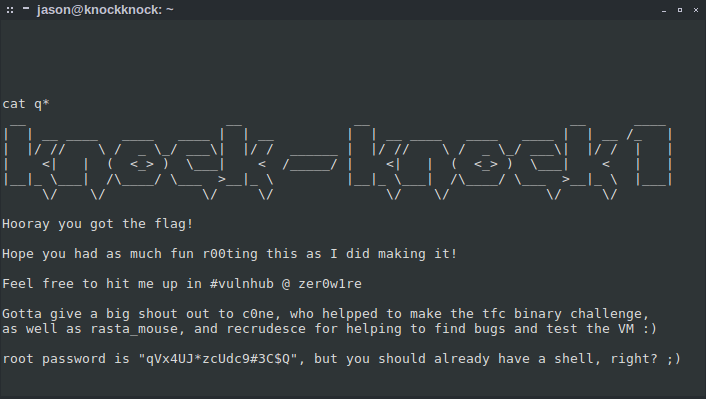 jason@knockknock: ~
cat q*
knock-knock1
Hooray you got the flag!
Hope you had as much fun r00ting this as I did making it!
Feel free to hit me up in #vulnhub @ zer0w1re
Gotta give a big shout out to c0ne, who helpped to make the tfc binary challenge,
as well as rasta_mouse, and recrudesce for helping to find bugs and test the VM :)
root password is "qVx4UJ*zcUdc9#3C$Q", but you should already have a shell, right? ;)